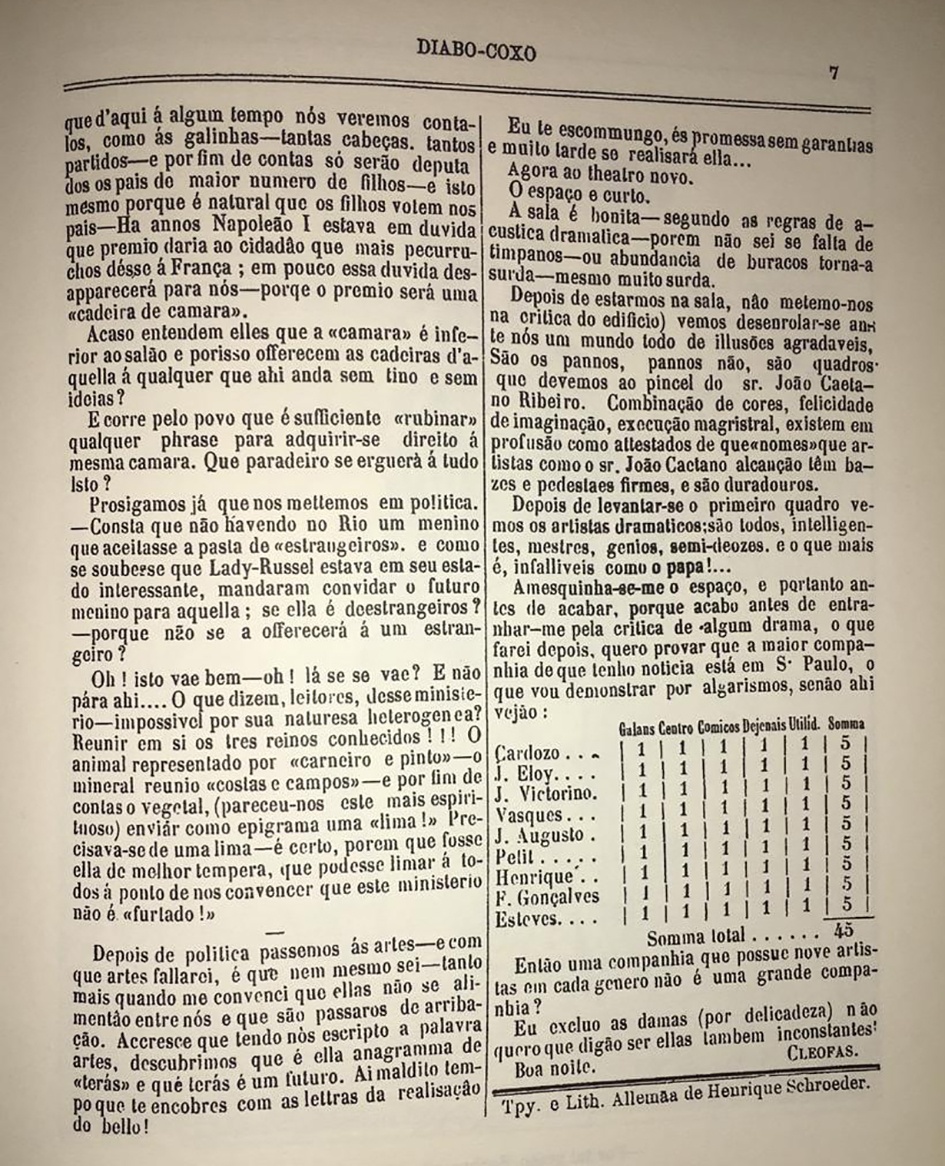 DIABO-COXO
7
que d'aqui á algum tempo nós veremos conta-
los, como ás galinhas—tantas cabeças. tantos
partidos—e por fim de contas só serão deputa
dos os pais do maior numero de filhos—e isto
mesmo porque é natural que os filhos votem nos
pais—Ha annos Napoleão I estava em duvida
que premio daria ao cidadão que mais pecurru-
chos désse á França ; em pouco essa duvida des-
apparecerá para nós—porqe o premio será uma
«cadeira de camara».
Acaso entendem elles que a «camara» é infe-
rior ao salão e porisso offerecem as cadeiras d'a-
quella á qualquer que ahi anda sem tino e sem
ideias ?
E corre pelo povo que é sufficiente «rubinar»
qualquer phrase para adquirir-se direito á
mesma camara. Que paradeiro se erguerà á tudo
Isto ?
Prosigamos já que nos mettemos em politica.
—Consta que não havendo no Rio um menino
que aceitasse a pasta de «estrangeiros». e como
se soubesse que Lady-Russel estava em seu esta-
do interessante, mandaram convidar o futuro
menino para aquella ; se ella é de estrangeiros ?
—porque não se a offerecerá á um estran-
geiro ?
Oh ! isto vae bem—oh ! lá se se vae ? E não
pára ahi.... O que dizem, leitores, desse ministe-
rio—impossivel por sua naturesa heterogenea?
Reunir em si os tres reinos conhecidos ! ! ! O
animal representado por «carneiro e pinto»—o
mineral reunio «costas e campos»—e por fim de
contas o vegetal, (pareceu-nos este mais espiri-
tuoso) enviar como epigrama uma «lima !» Pre-
cisava-se de uma lima—é certo, porem que fosse
ella de melhor tempera, que podesse limar á to-
dos á ponto de nos convencer que este ministerio
não é «furtado !»
Depois de politica passemos ás artes—e com
que artes fallarei, é que nem mesmo sei—tanto
mais quando me convenci que ellas não se ali-
mentão entre nós e que são passaros de arriba-
ção. Accresce que tendo nòs escripto a palavra
artes, descubrimos que é ella anagramma de
«terás» e que terás é um futuro. Ai maldito tem-
po que te encobres com as lettras da realisação
do bello !
Eu te escommungo, és promessa sem garantias
e muito tarde se realisará ella...
Agora ao theatro novo.
O espaço e curto.
A sala é bonita—segundo as regras de a-
custica dramalica—porem não sei se falta de
timpanos—ou abundancia de buracos torna-a
surda—mesmo muito surda.
Depois de estarmos na sala, não metemo-nos
na critica do edificio) vemos desenrolar-se an-
te nós um mundo todo de illusões agradaveis,
São os pannos, pannos não, são quadros
que devemos ao pincel do sr. João Caeta-
no Ribeiro. Combinação de cores, felicidade
de imaginação, execução magristral, existem em
profusão como attestados de que«nomes»que ar-
tistas como o sr. João Caetano alcanção têm ba-
zes e pedestaes firmes, e são duradouros.
Depois de levantar-se o primeiro quadro ve-
mos os artistas dramaticos;são todos, intelligen-
tes, mestres, genios, semi-deozes. e o que mais
é, infalliveis como o papa!...
Amesquinha-se-me o espaço, e portanto an-
tes de acabar, porque acabo antes de entra-
nhar-me pela critica de algum drama, o que
farei depois, quero provar que a maior compa-
nhia de que tenho noticia está em S. Paulo, o
que vou demonstrar por algarismos, senão ahi
vejão :
Galans Centro Comicos Dejenais Utilid. Somma
Cardozo . . . | 1 | 1 | 1 | 1 | 1 | 5 |
J. Eloy. . . . | 1 | 1 | 1 | 1 | 1 | 5 |
J. Victorino. | 1 | 1 | 1 | 1 | 1 | 5 |
Vasques . . . | 1 | 1 | 1 | 1 | 1 | 5 |
J. Augusto . | 1 | 1 | 1 | 1 | 1 | 5 |
Petit . . . . . | 1 | 1 | 1 | 1 | 1 | 5 |
Henrique . . | 1 | 1 | 1 | 1 | 1 | 5 |
F. Gonçalves | 1 | 1 | 1 | 1 | 1 | 5 |
Esteves. . . . | 1 | 1 | 1 | 1 | 1 | 5 |
Somma total . . . . . . 45
Então uma companhia que possue nove artis-
tas em cada genero não é uma grande compa-
nhia ?
Eu excluo as damas (por delicadeza) não
quero que digão ser ellas tambem inconstantes!
CLEOFAS.
Boa noite.
Tpy. e Lith. Allemãa de Henrique Schroeder.